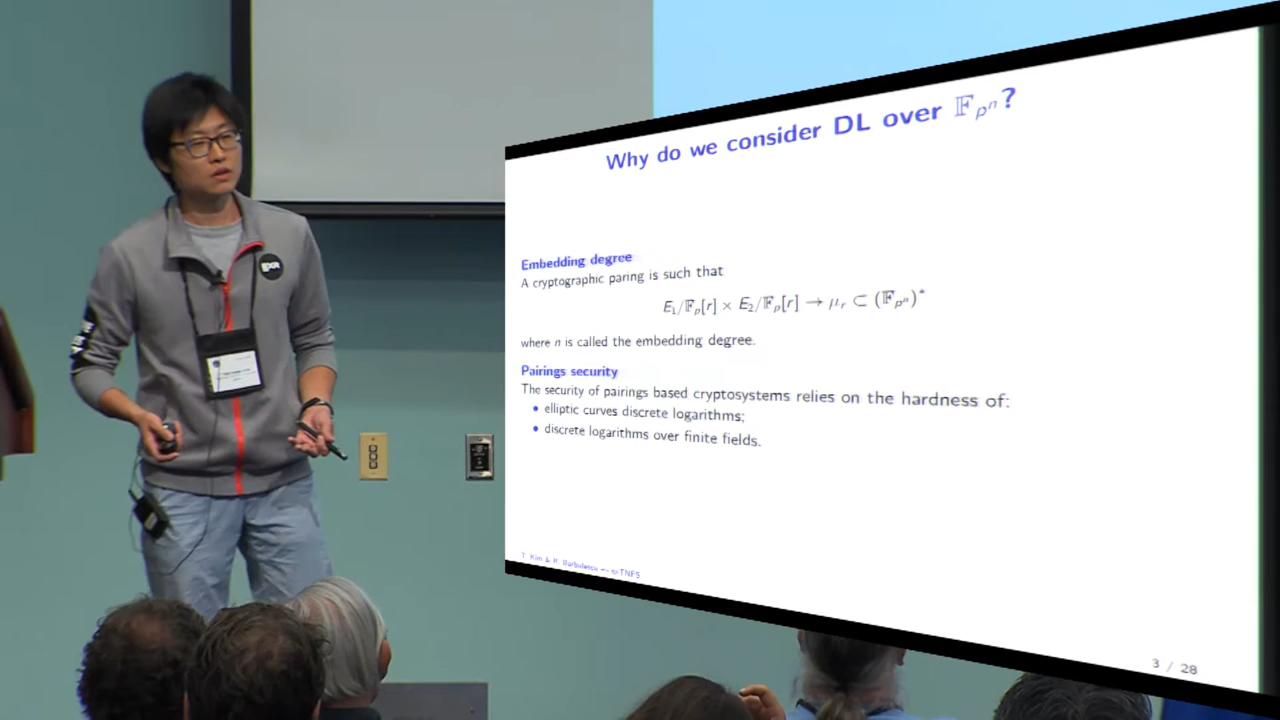 Why do we consider DL over 𝔽ₚⁿ?
Embedding degree
A cryptographic paring is such that
E₁/𝔽ₚ[r] × E₂/𝔽ₚ[r] → μᵣ ⊂ (𝔽ₚⁿ)*
where n is called the embedding degree.
Pairings security
The security of pairings based cryptosystems relies on the hardness of:
• elliptic curves discrete logarithms;
• discrete logarithms over finite fields.
T. Kim & R. Barbulescu — exTNFS
3 / 28